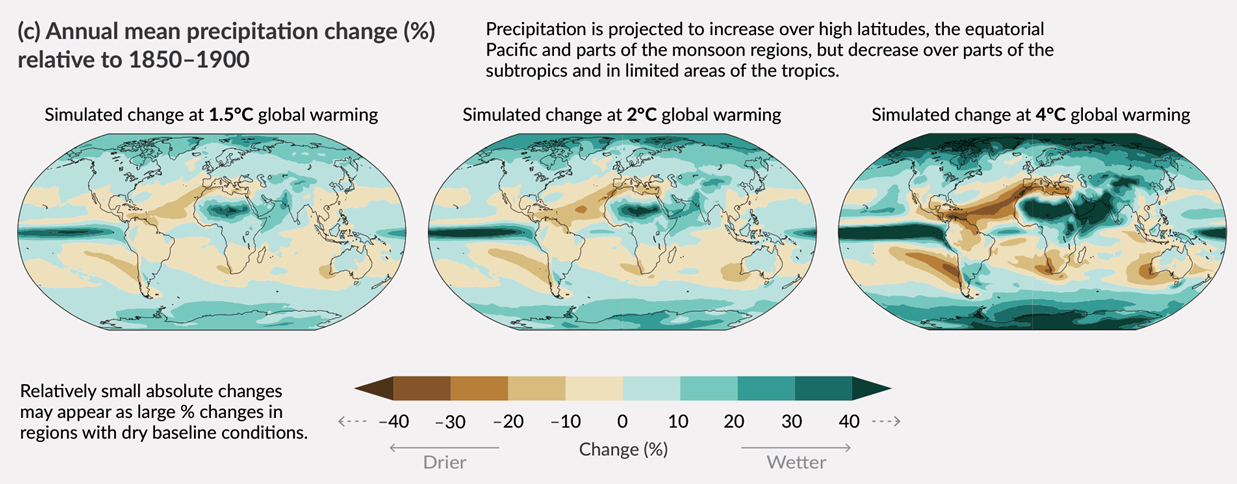 (c) Annual mean precipitation change (%)
relative to 1850–1900
Precipitation is projected to increase over high latitudes, the equatorial
Pacific and parts of the monsoon regions, but decrease over parts of the
subtropics and in limited areas of the tropics.
Simulated change at 1.5°C global warming
Simulated change at 2°C global warming
Simulated change at 4°C global warming
Relatively small absolute changes
may appear as large % changes in
regions with dry baseline conditions.
–40 –30 –20 –10 0 10 20 30 40
Change (%)
Drier
Wetter